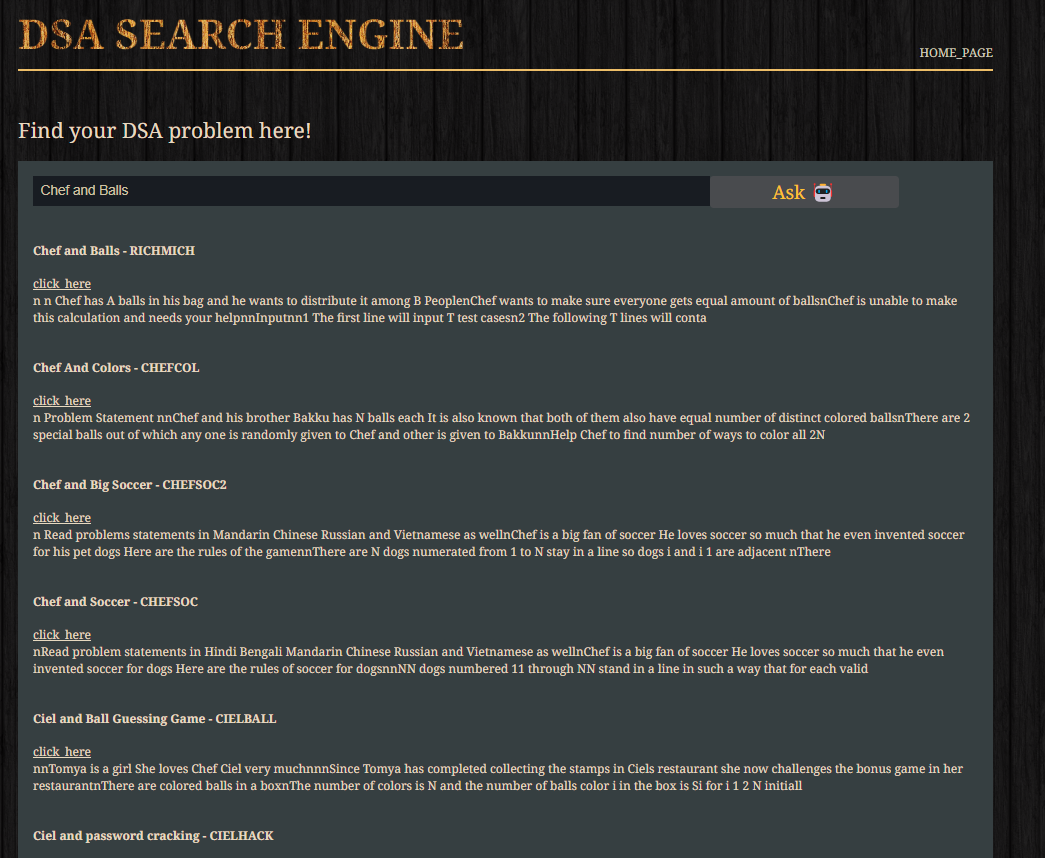 DSA SEARCH ENGINE
HOME_PAGE
Find your DSA problem here!
Chef and Balls
Ask
Chef and Balls - RICHMICH
click_here
n n Chef has A balls in his bag and he wants to distribute it among B PeoplenChef wants to make sure everyone gets equal amount of ballsnChef is unable to make
this calculation and needs your helpnnInputnn1 The first line will input T test casesn2 The following T lines will conta
Chef And Colors - CHEFCOL
click_here
n Problem Statement nnChef and his brother Bakku has N balls each It is also known that both of them also have equal number of distinct colored ballsnThere are 2
special balls out of which any one is randomly given to Chef and other is given to BakkunnHelp Chef to find number of ways to color all 2N
Chef and Big Soccer - CHEFSOC2
click_here
n Read problems statements in Mandarin Chinese Russian and Vietnamese as wellnChef is a big fan of soccer He loves soccer so much that he even invented soccer
for his pet dogs Here are the rules of the gamennThere are N dogs numerated from 1 to N stay in a line so dogs i and i 1 are adjacent nThere
Chef and Soccer - CHEFSOC
click_here
nRead problem statements in Hindi Bengali Mandarin Chinese Russian and Vietnamese as wellnChef is a big fan of soccer He loves soccer so much that he even
invented soccer for dogs Here are the rules of soccer for dogsnnNN dogs numbered 11 through NN stand in a line in such a way that for each valid
Ciel and Ball Guessing Game - CIELBALL
click_here
nnTomya is a girl She loves Chef Ciel very muchnnnSince Tomya has completed collecting the stamps in Ciels restaurant she now challenges the bonus game in her
restaurantnThere are colored balls in a boxnThe number of colors is N and the number of balls color i in the box is Si for i 1 2 N initiall
Ciel and password cracking - CIELHACK